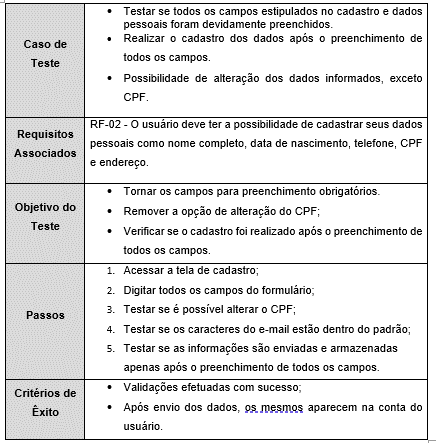 Caso de
Teste
• Testar se todos os campos estipulados no cadastro e dados
pessoais foram devidamente preenchidos.
• Realizar o cadastro dos dados após o preenchimento de
todos os campos.
• Possibilidade de alteração dos dados informados, exceto
CPF.
Requisitos
Associados
RF-02 - O usuário deve ter a possibilidade de cadastrar seus dados
pessoais como nome completo, data de nascimento, telefone, CPF
e endereço.
Objetivo do
Teste
• Tornar os campos para preenchimento obrigatórios.
• Remover a opção de alteração do CPF;
• Verificar se o cadastro foi realizado após o preenchimento de
todos os campos.
Passos
1. Acessar a tela de cadastro;
2. Digitar todos os campos do formulário;
3. Testar se é possível alterar o CPF;
4. Testar se os caracteres do e-mail estão dentro do padrão;
5. Testar se as informações são enviadas e armazenadas
apenas após o preenchimento de todos os campos.
Critérios de
Êxito
• Validações efetuadas com sucesso;
• Após envio dos dados, os mesmos aparecem na conta do
usuário.